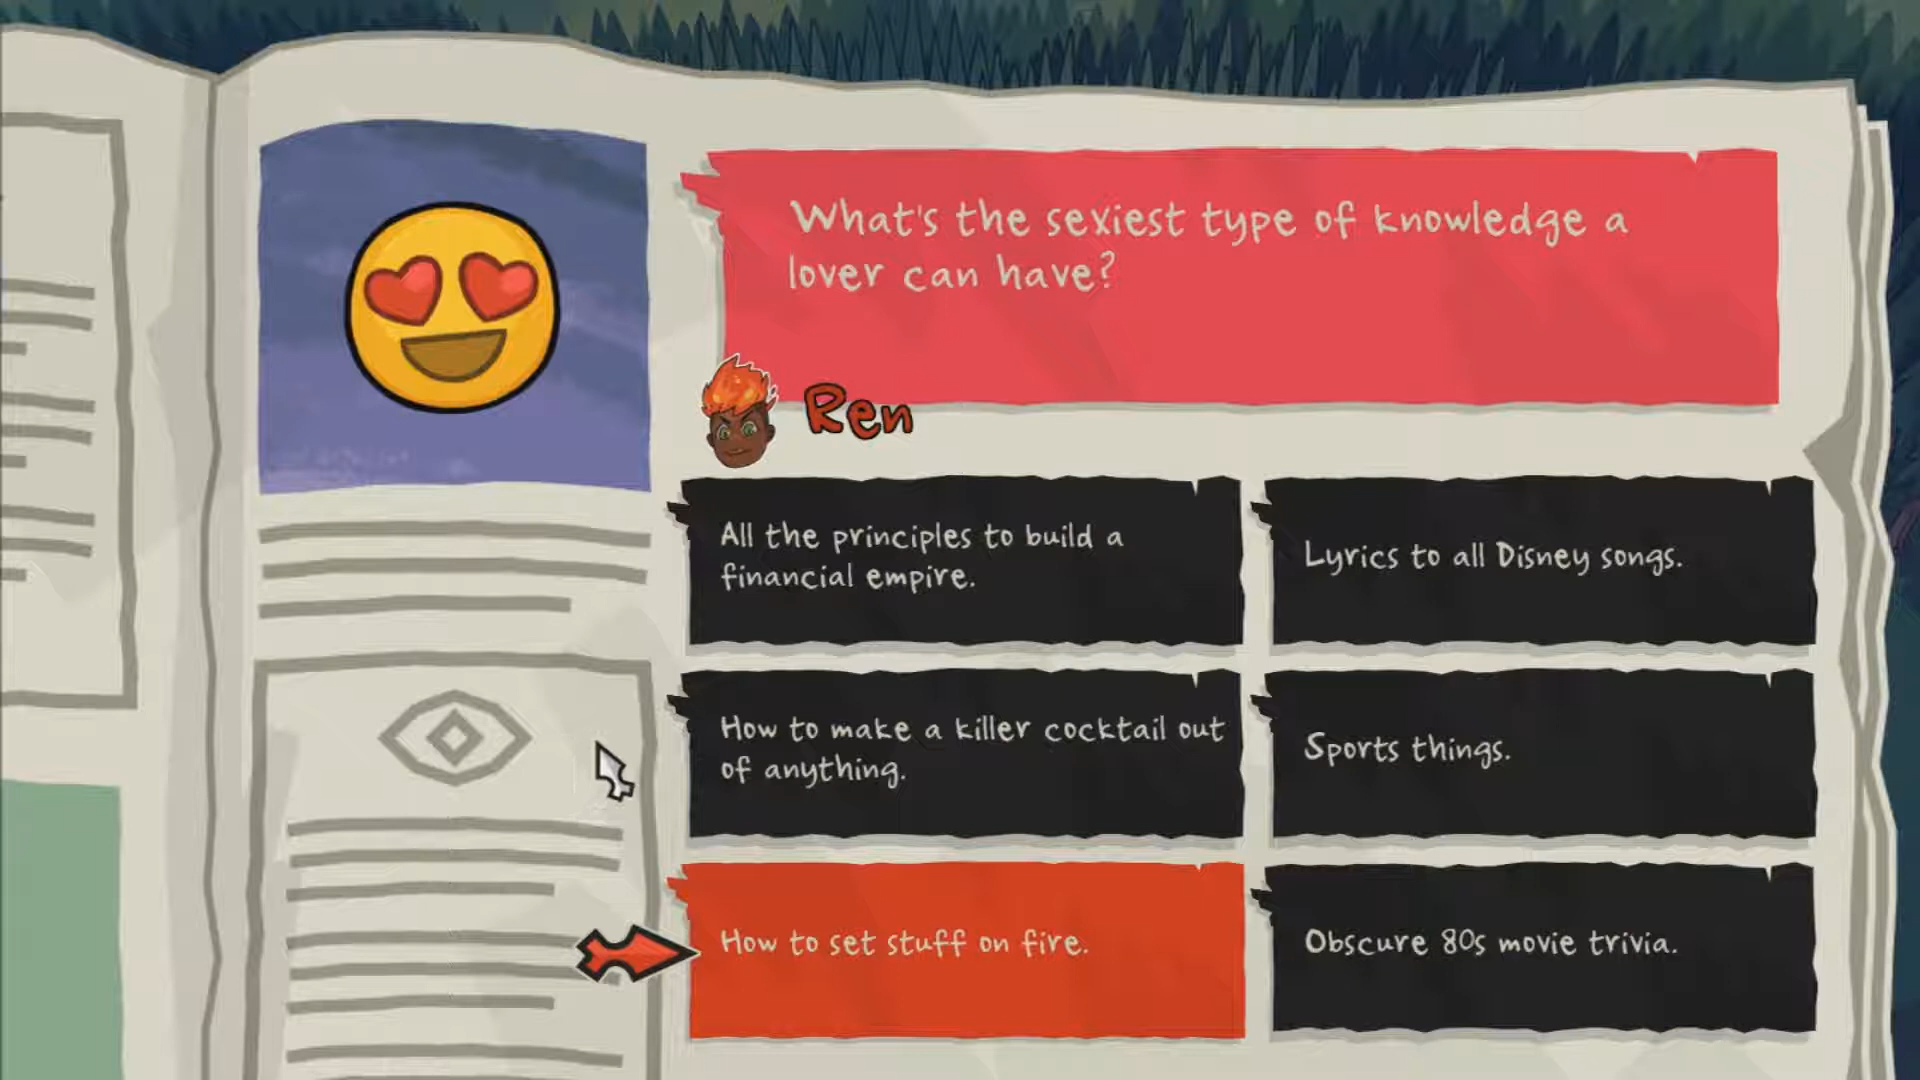 What's the sexiest type of knowledge a
lover can have?
Ren
All the principles to build a
financial empire.
Lyrics to all Disney songs.
How to make a killer cocktail out
of anything.
Sports things.
How to set stuff on fire.
Obscure 80s movie trivia.